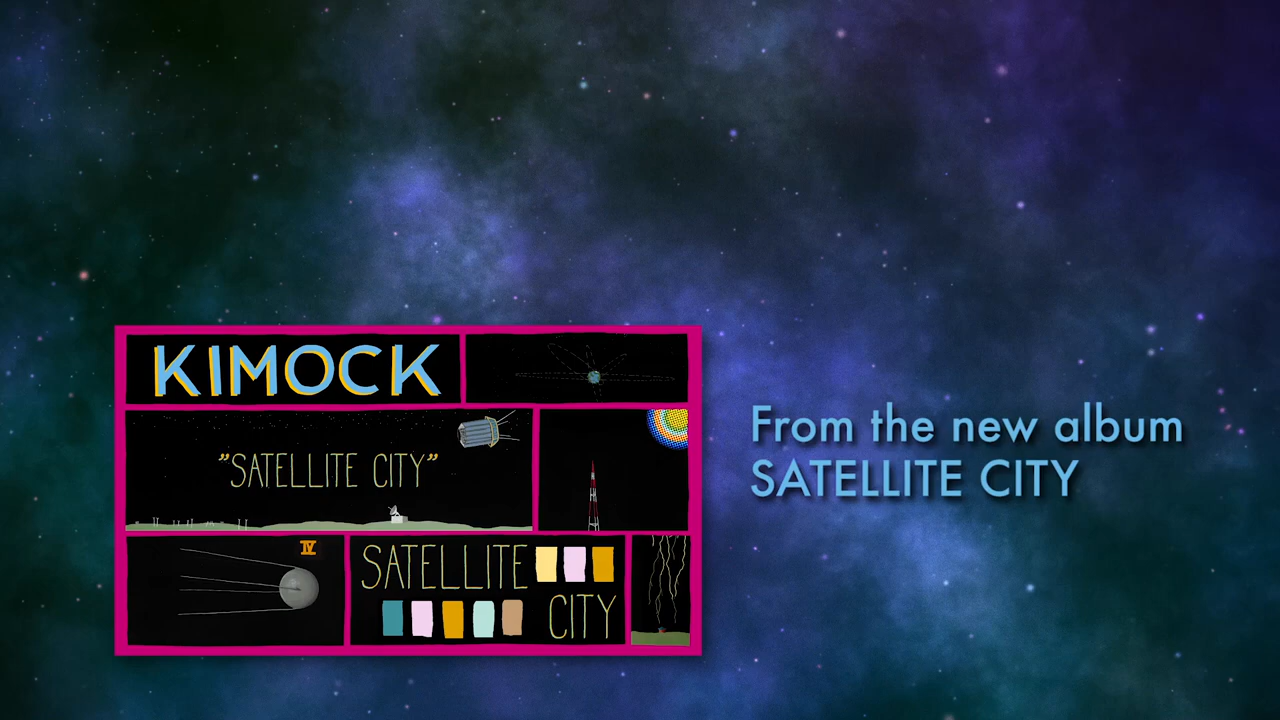 KIMOCK
"SATELLITE CITY"
IV
SATELLITE
CITY
From the new album
SATELLITE CITY